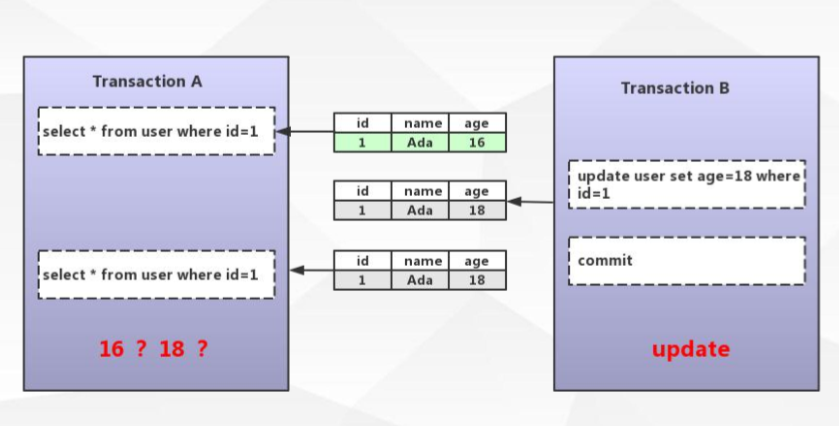 Transaction A
select * from user where id=1
select * from user where id=1
16 ? 18 ?
id name age
1 Ada 16
id name age
1 Ada 18
id name age
1 Ada 18
Transaction B
update user set age=18 where
id=1
commit
update